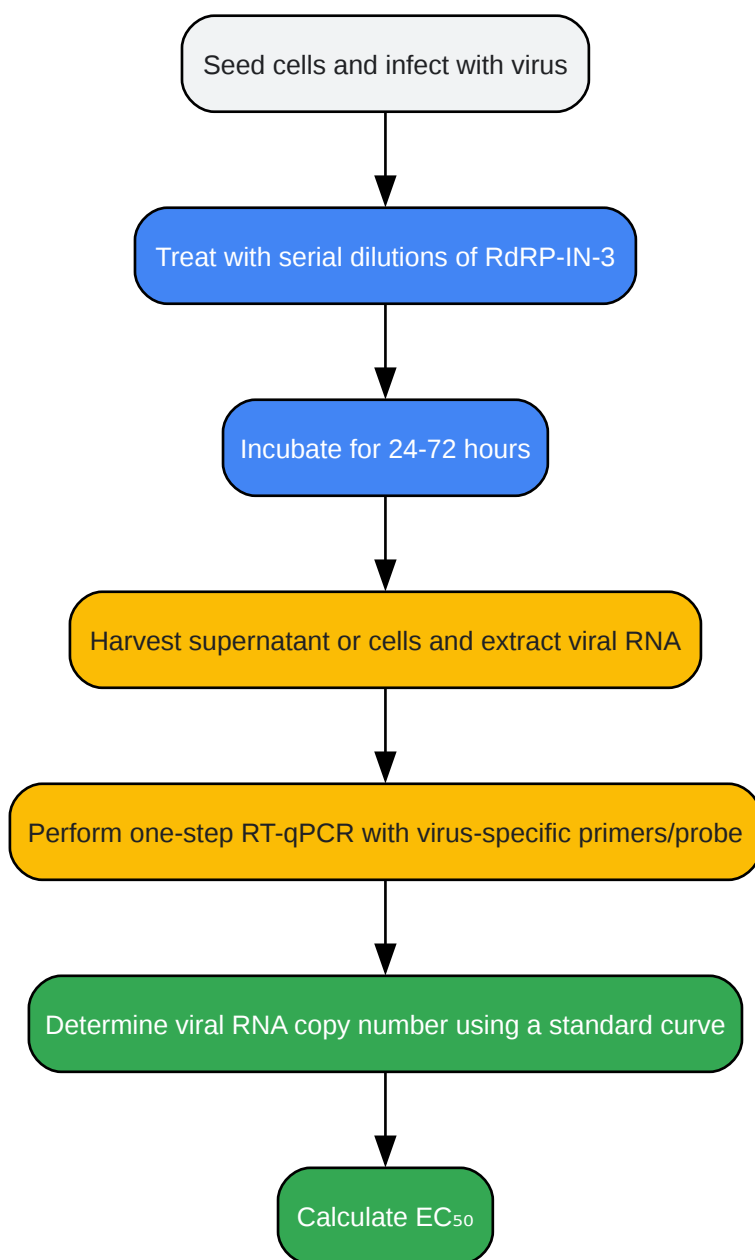 Seed cells and infect with virus
Treat with serial dilutions of RdRP-IN-3
Incubate for 24-72 hours
Harvest supernatant or cells and extract viral RNA
Perform one-step RT-qPCR with virus-specific primers/probe
Determine viral RNA copy number using a standard curve
Calculate EC₅₀